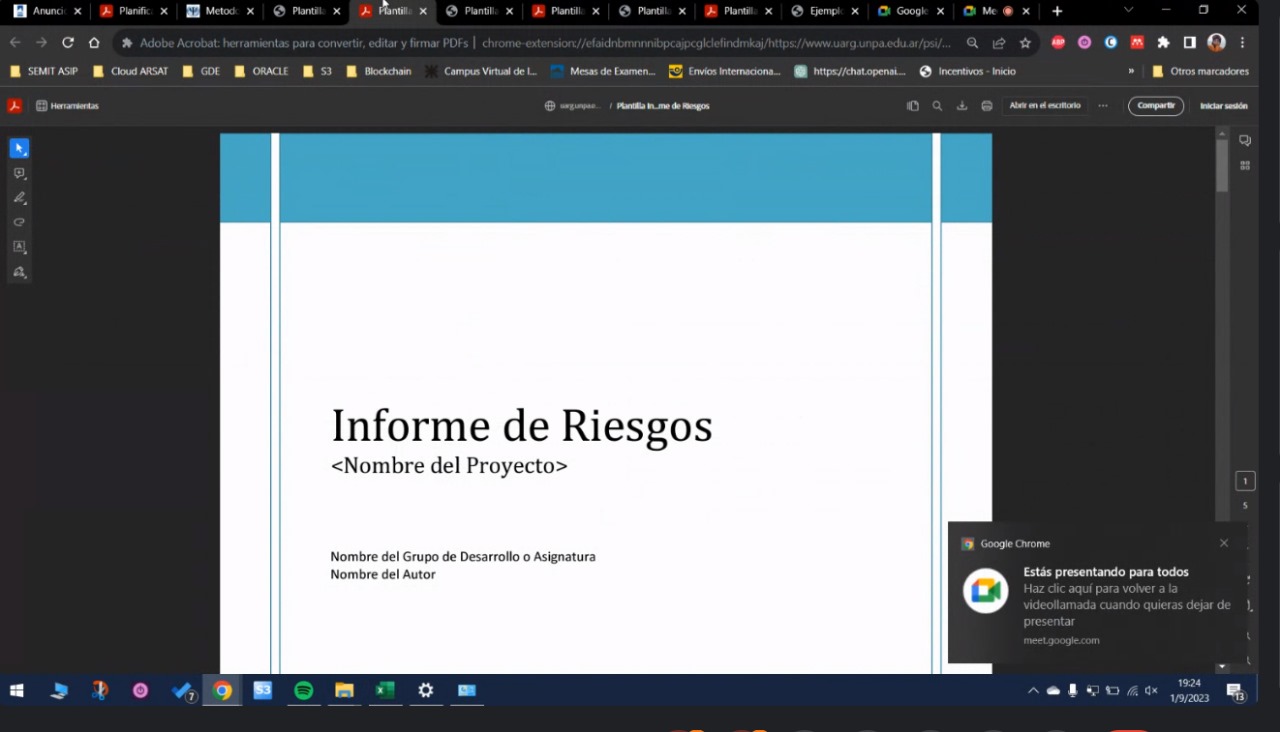 Anunci
Planific
Metodo
Plantilla
Plantilla
Plantilla
Plantilla
Plantilla
Plantilla
Ejempl
Google
Me
Adobe Acrobat: herramientas para convertir, editar y firmar PDFs | chrome-extension://efaidnbmnnnibpcajpcglclefindmkaj/https://www.uarg.unpa.edu.ar/psi/...
SEMIT ASIP
Cloud ARSAT
GDE
ORACLE
S3
Blockchain
Campus Virtual de l...
Mesas de Examen...
Envíos Internaciona...
https://chat.openai....
Incentivos - Inicio
»
Otros marcadores
Herramientas
/ Plantilla In...me de Riesgos
Abrir en el escritorio
Compartir
Iniciar sesión
Informe de Riesgos
<Nombre del Proyecto>
Nombre del Grupo de Desarrollo o Asignatura
Nombre del Autor
1
5
Google Chrome
Estás presentando para todos
Haz clic aquí para volver a la
videollamada cuando quieras dejar de
presentar
meet.google.com
7
S3
19:24
1/9/2023
13